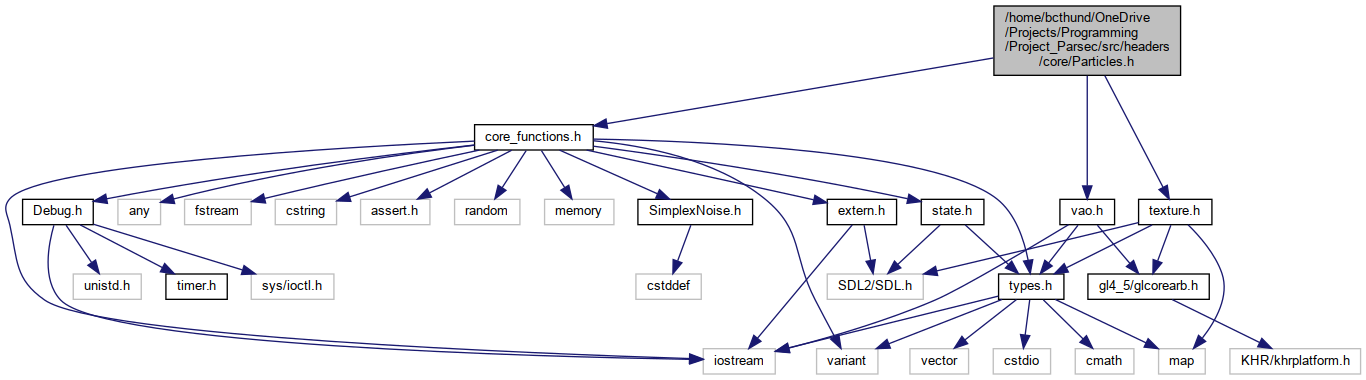 /home/bcthund/OneDrive
/Projects/Programming
/Project_Parsec/src/headers
/core/Particles.h
core_functions.h
Debug.h
any
fstream
cstring
assert.h
random
memory
SimplexNoise.h
extern.h
state.h
vao.h
texture.h
unistd.h
timer.h
sys/ioctl.h
cstddef
SDL2/SDL.h
types.h
gl4_5/glcorearb.h
iostream
variant
vector
cstdio
cmath
map
KHR/khrplatform.h